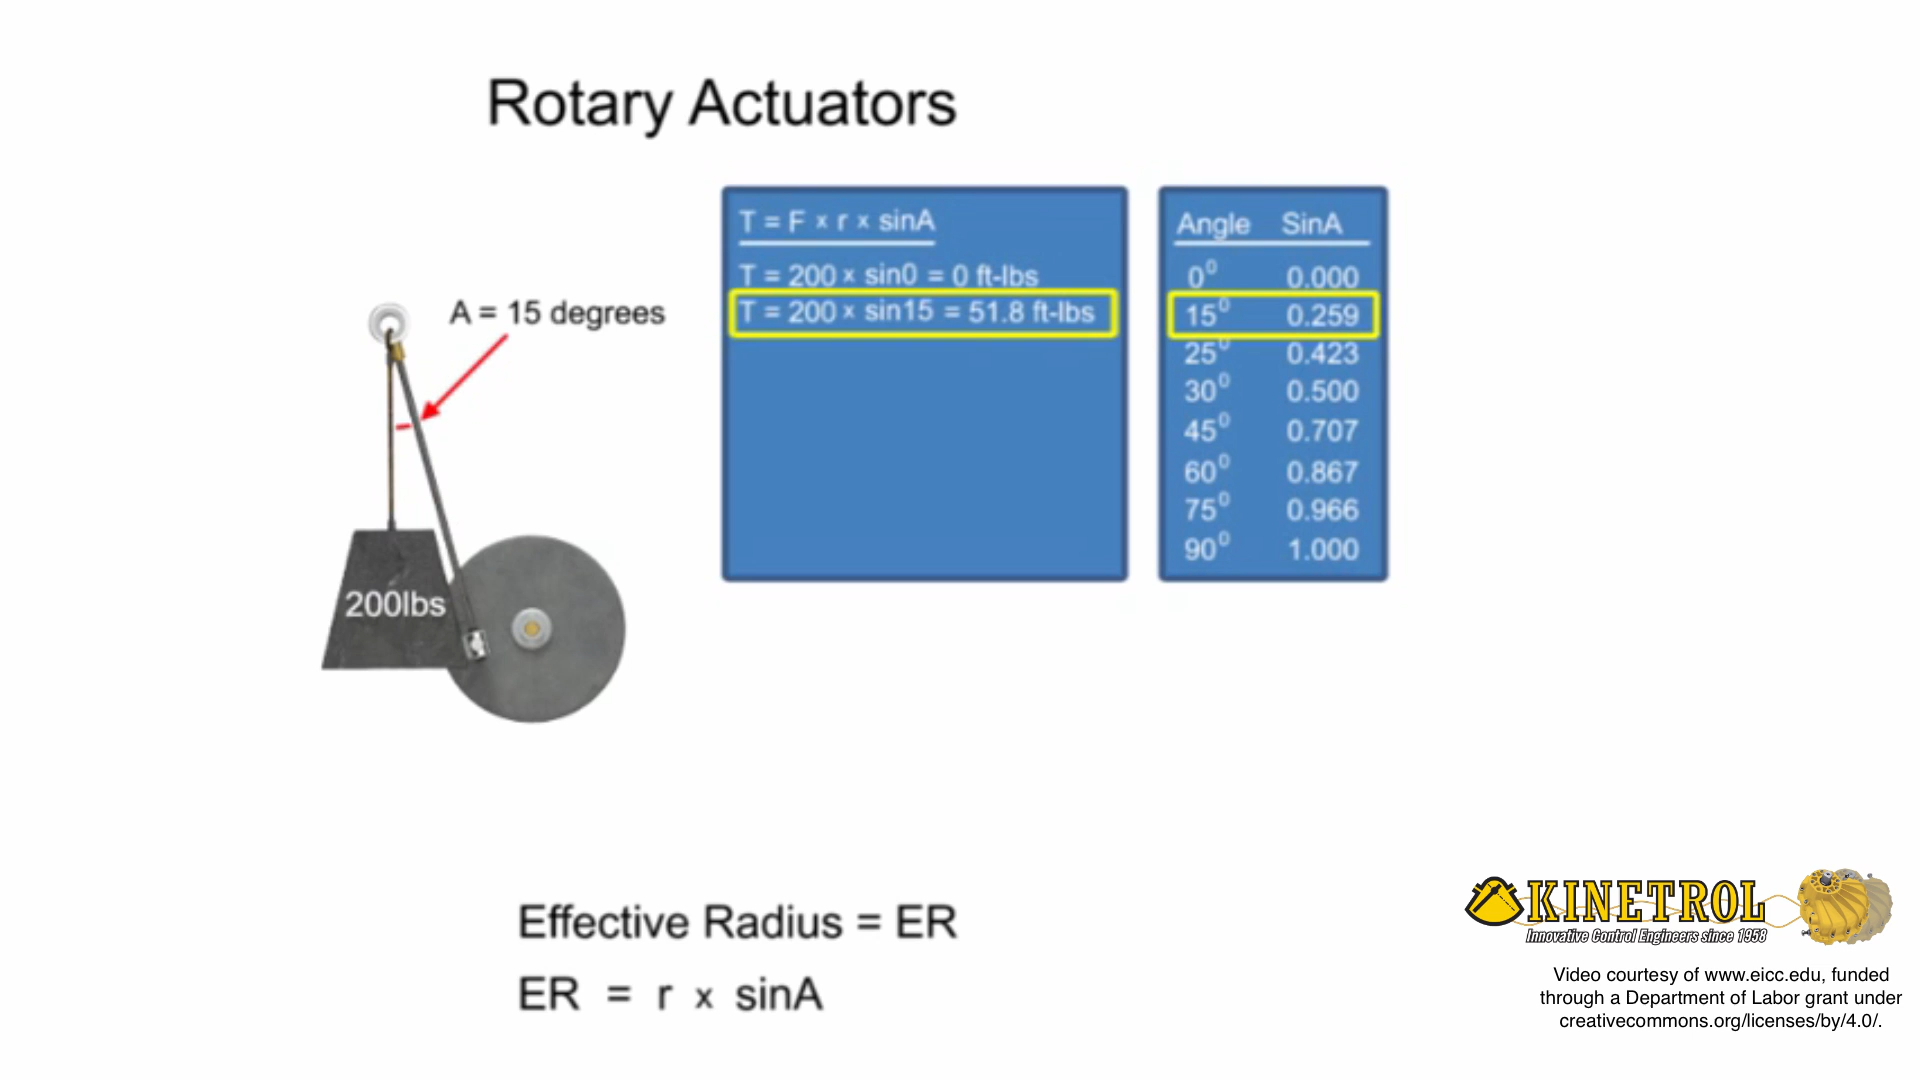 Rotary Actuators
T = F x r x sinA
T = 200 x sin0 = 0 ft-lbs
T = 200 x sin15 = 51.8 ft-lbs
Angle SinA
0⁰ 0.000
15⁰ 0.259
25⁰ 0.423
30⁰ 0.500
45⁰ 0.707
60⁰ 0.867
75⁰ 0.966
90⁰ 1.000
A = 15 degrees
200lbs
Effective Radius = ER
ER = r x sinA
KINETROL
Innovative Control Engineers since 1958
Video courtesy of www.eicc.edu, funded
through a Department of Labor grant under
creativecommons.org/licenses/by/4.0/.